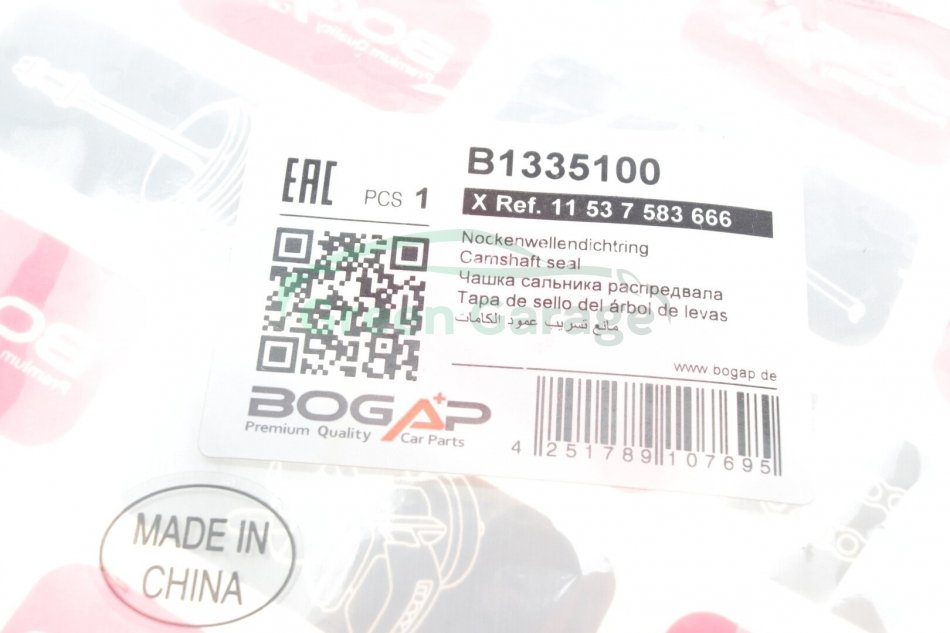 EAC
PCS 1
B1335100
X Ref. 11 53 7 583 666
Nockenwellendichtring
Camshaft seal
Чашка сальника распредвала
Tapa de sello del árbol de levas
مانع تسريب عمود الكامات
Green Garage
www.bogap.de
BOGAP
Premium Quality Car Parts
4 251789 107695
MADE IN
CHINA